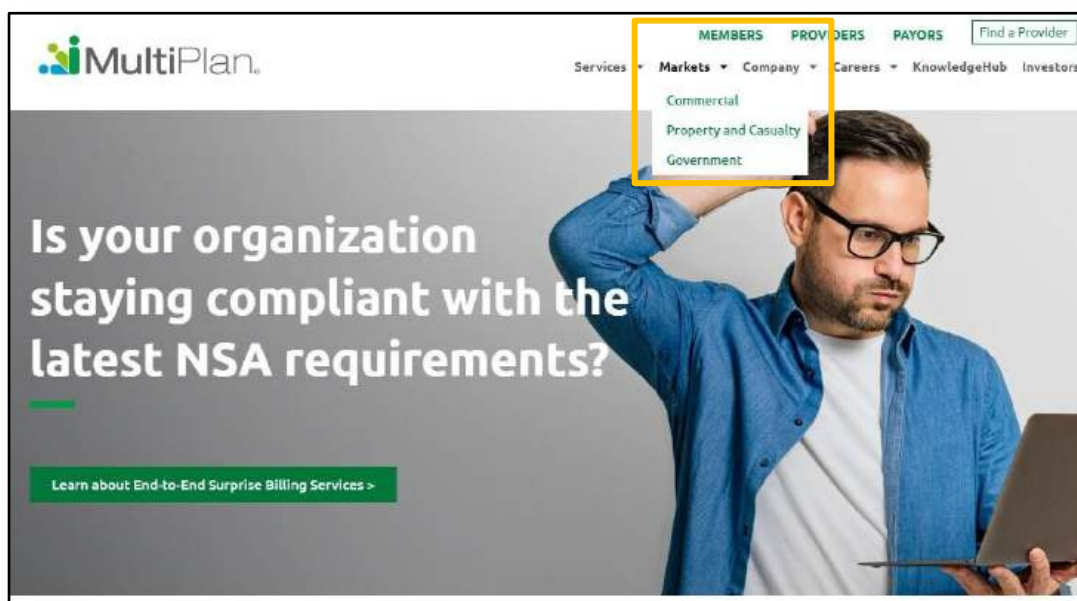 MultiPlan.
MEMBERS PROVIDERS PAYORS Find a Provider
Services Markets Company Careers KnowledgeHub Investors
Commercial
Property and Casualty
Government
Is your organization
staying compliant with the
latest NSA requirements?
Learn about End-to-End Surprise Billing Services >